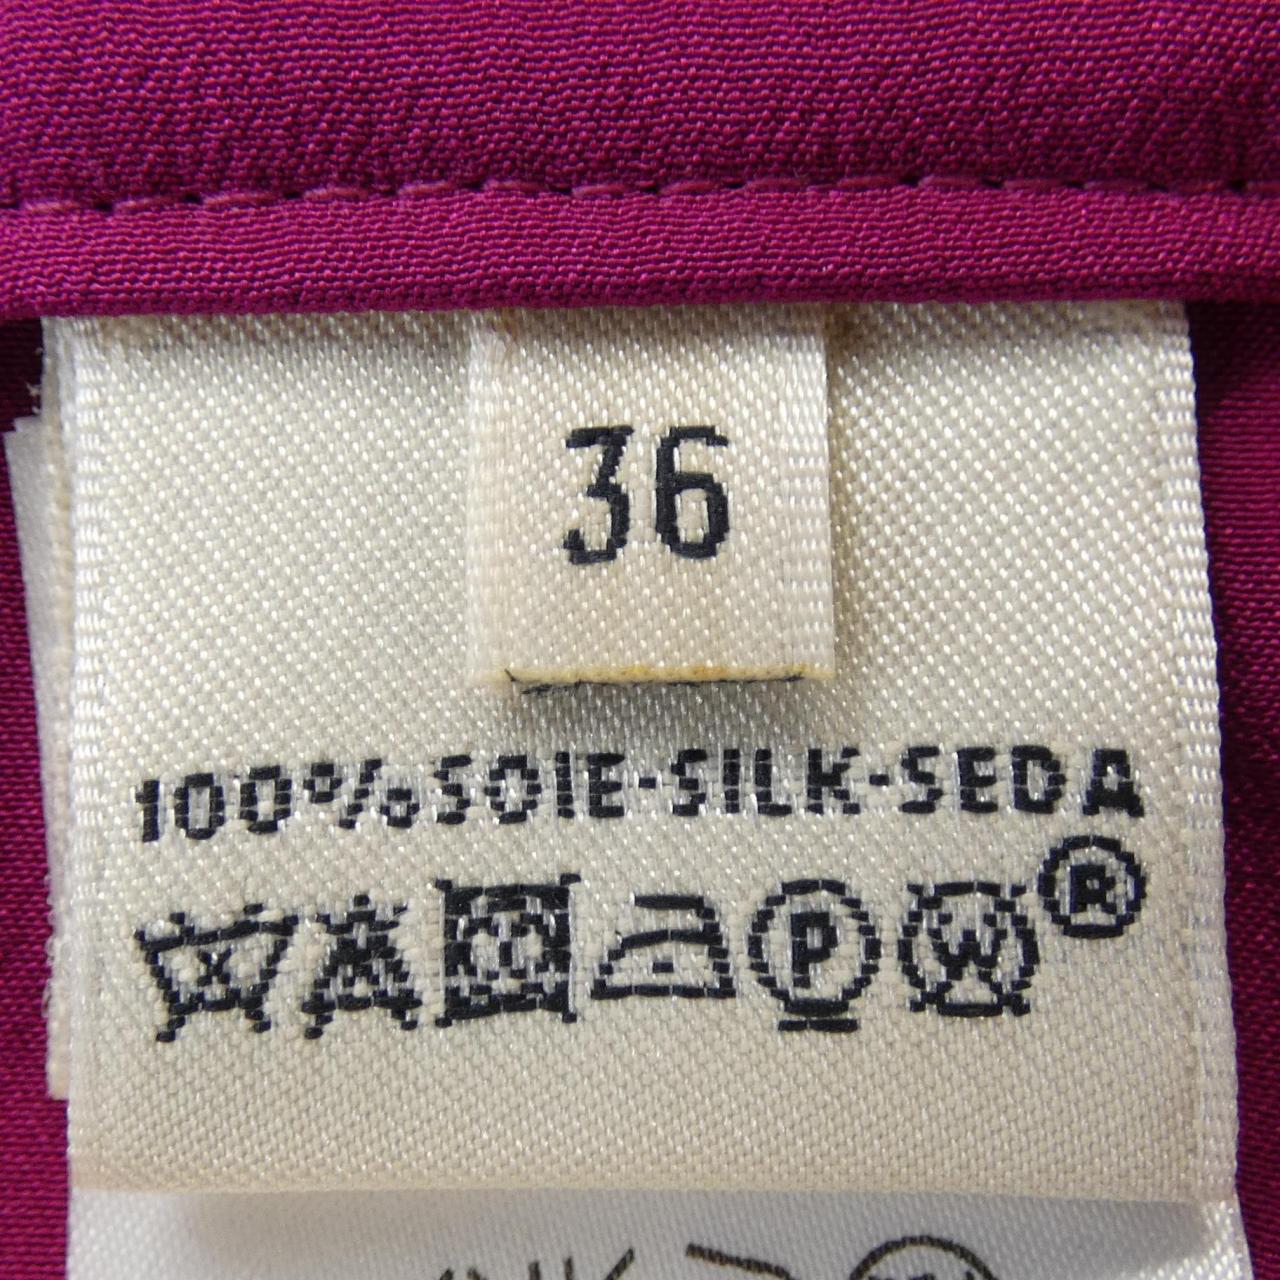 36
100% SOIE-SILK-SEDA
®
P W